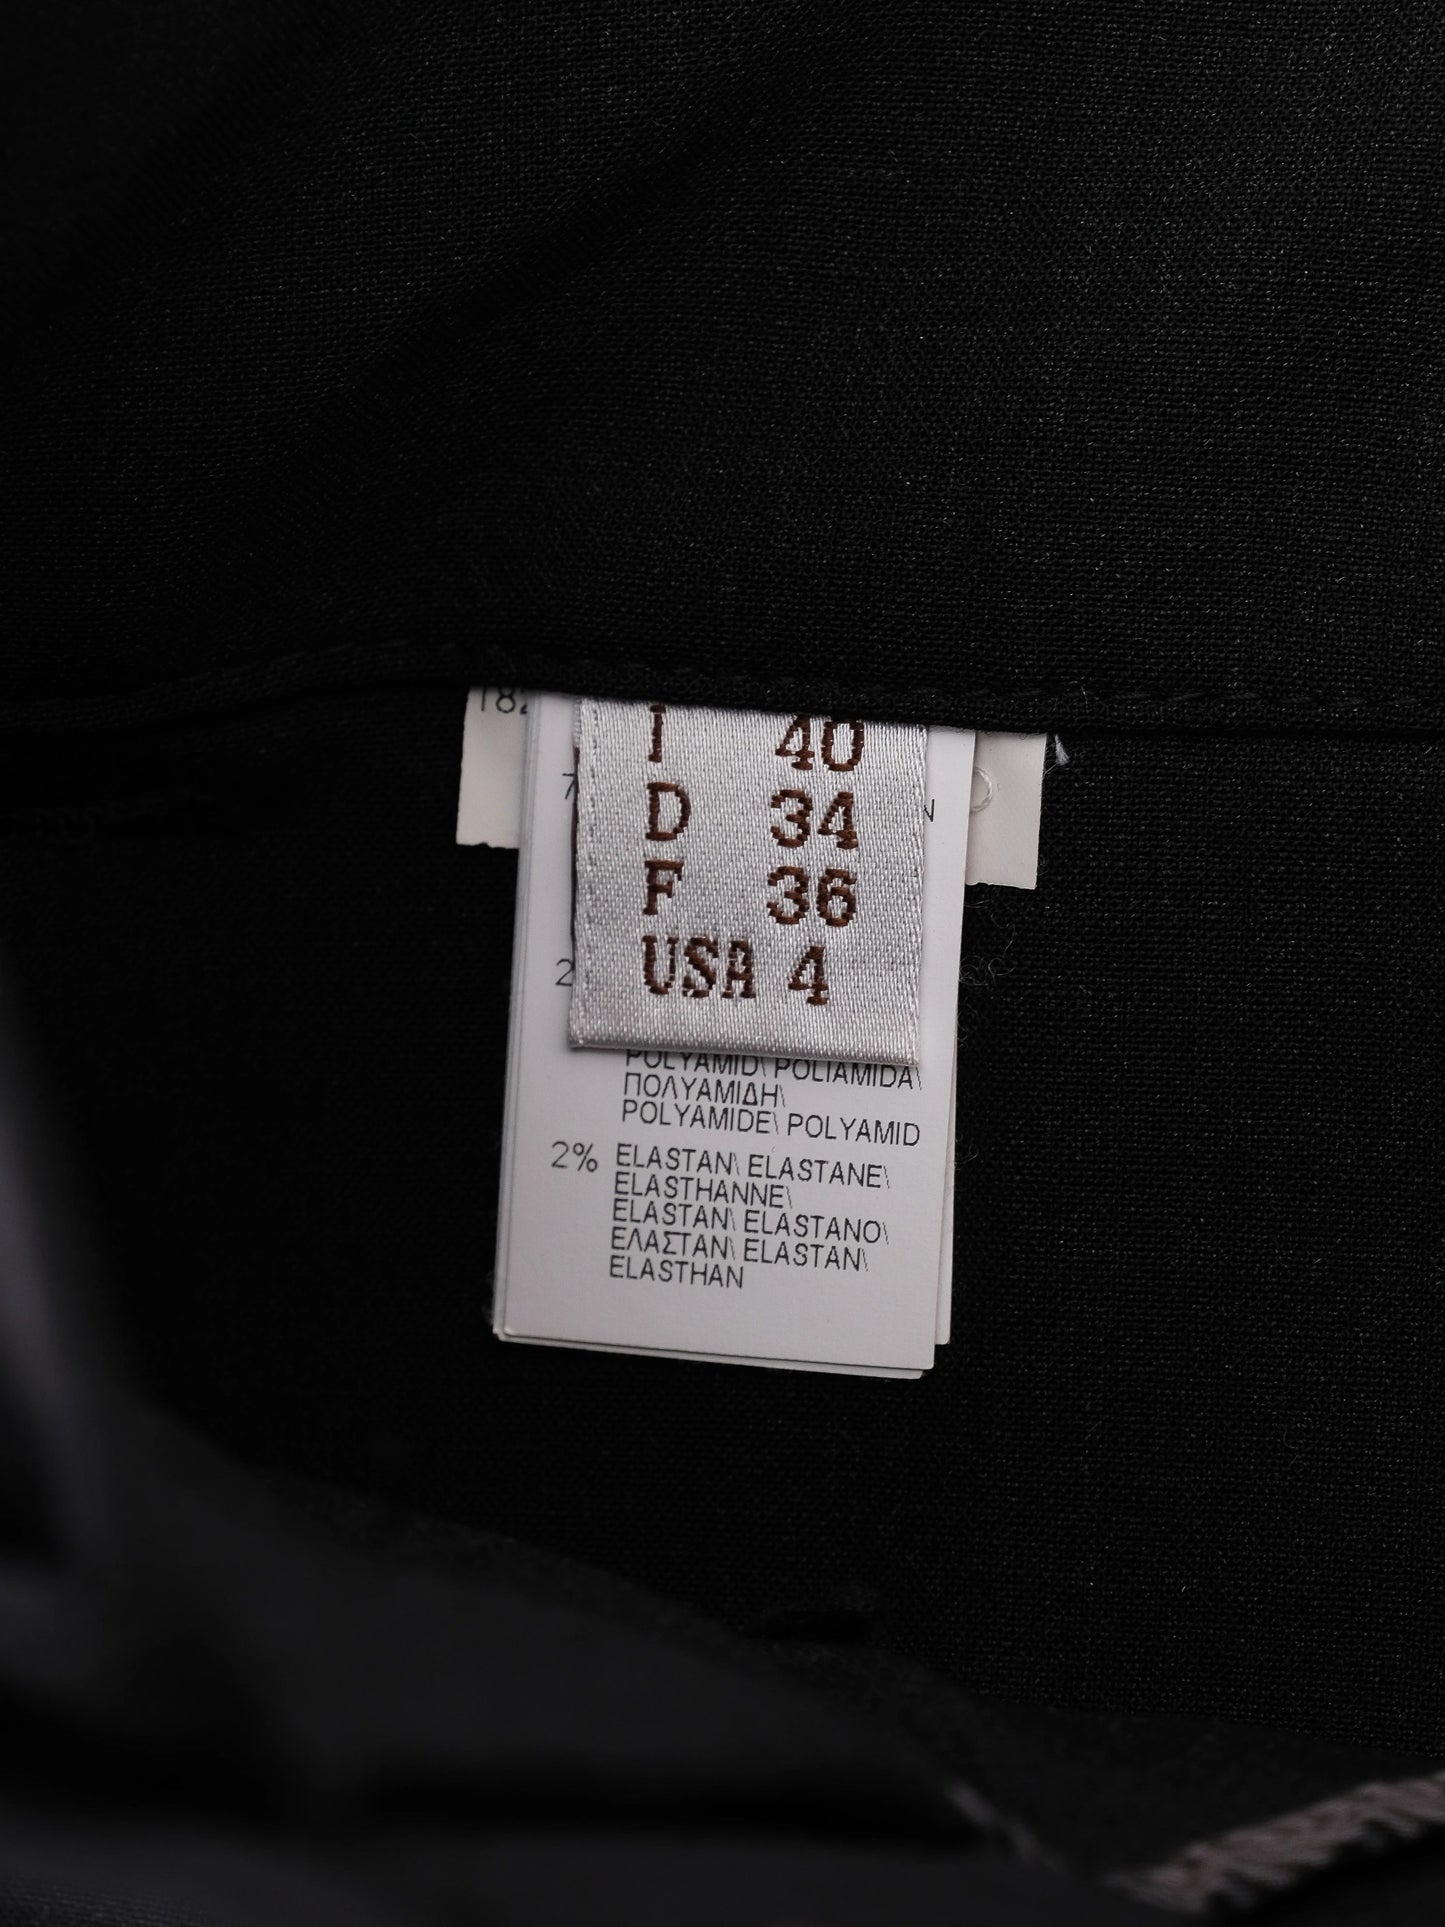 I 40
D 34
F 36
USA 4
POLYAMID\ POLIAMIDA\
ΠΟΛΥΑΜΙΔΗ\
POLYAMIDE\ POLYAMID
2% ELASTAN\ ELASTANE\
ELASTHANNE\
ELASTAN\ ELASTANO\
ΕΛΑΣΤΑΝ\ ELASTAN\
ELASTHAN